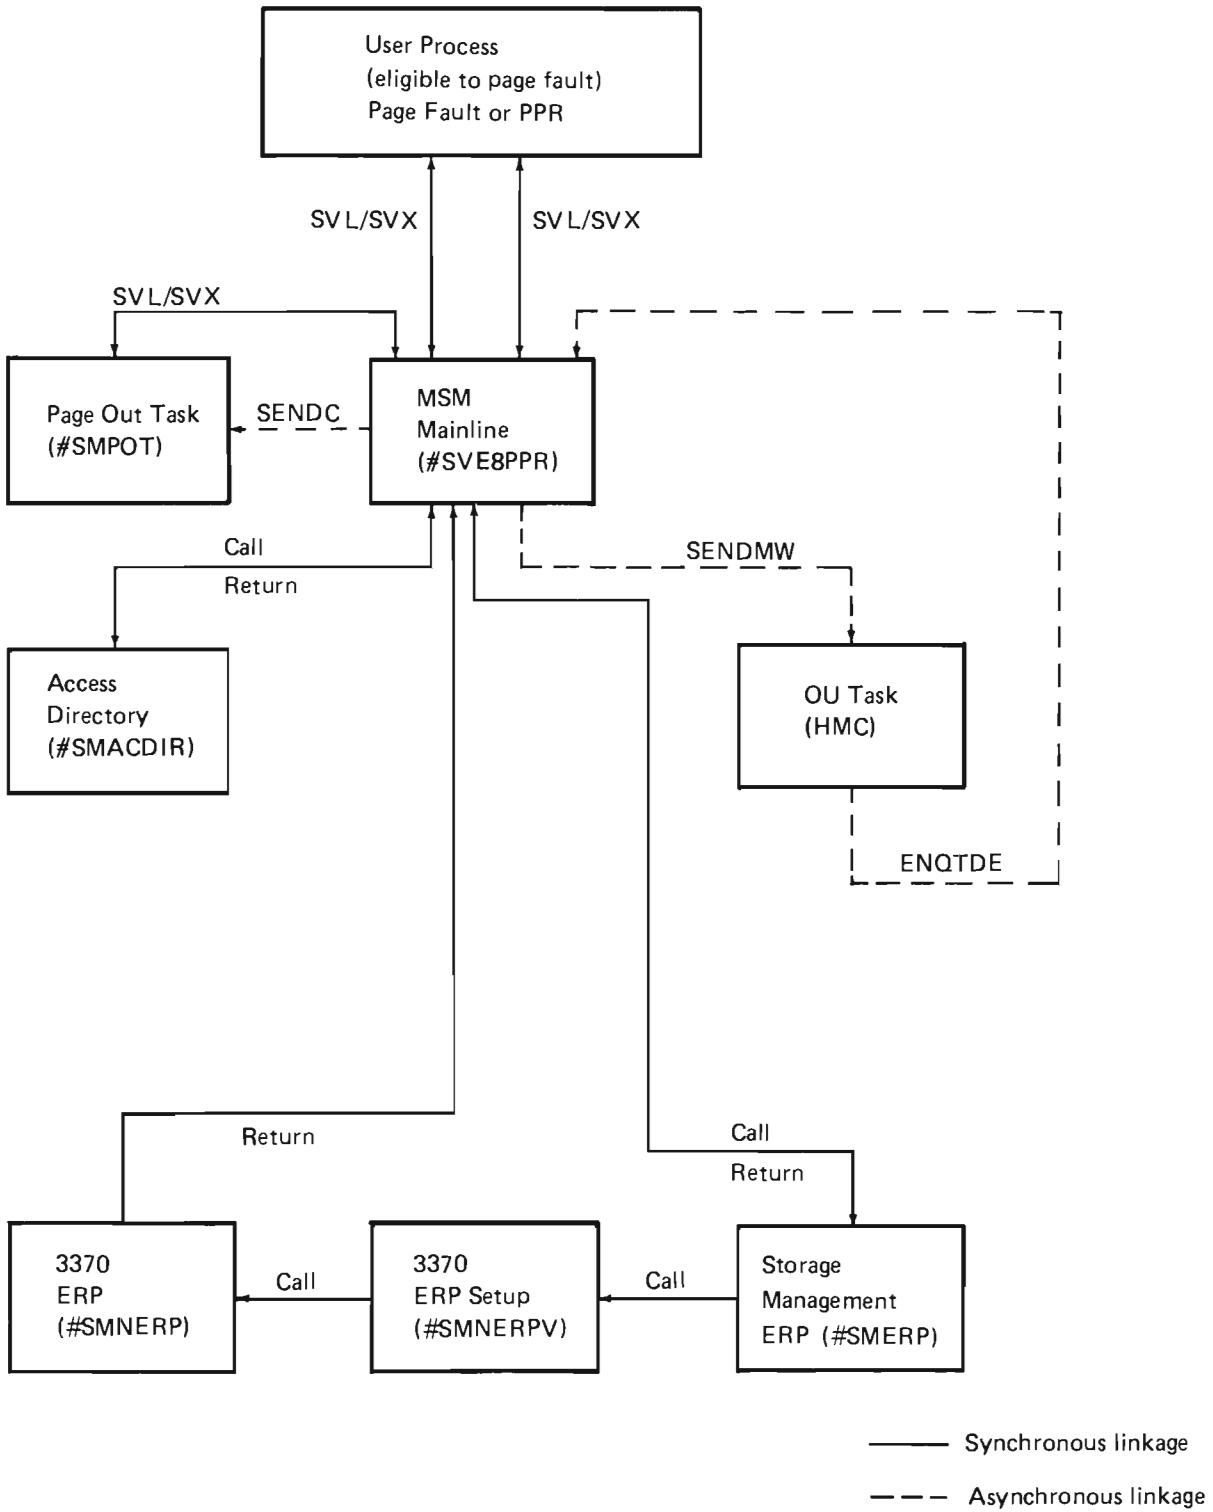 User Process
(eligible to page fault)
Page Fault or PPR
SVL/SVX
SVL/SVX
SVL/SVX
Page Out Task
(#SMPOT)
SENDC
MSM
Mainline
(#SVE8PPR)
Call
Return
SENDMW
Access
Directory
(#SMACDIR)
OU Task
(HMC)
ENQTDE
Return
Call
Return
3370
ERP
(#SMNERP)
Call
3370
ERP Setup
(#SMNERPV)
Call
Storage
Management
ERP (#SMERP)
Synchronous linkage
Asynchronous linkage